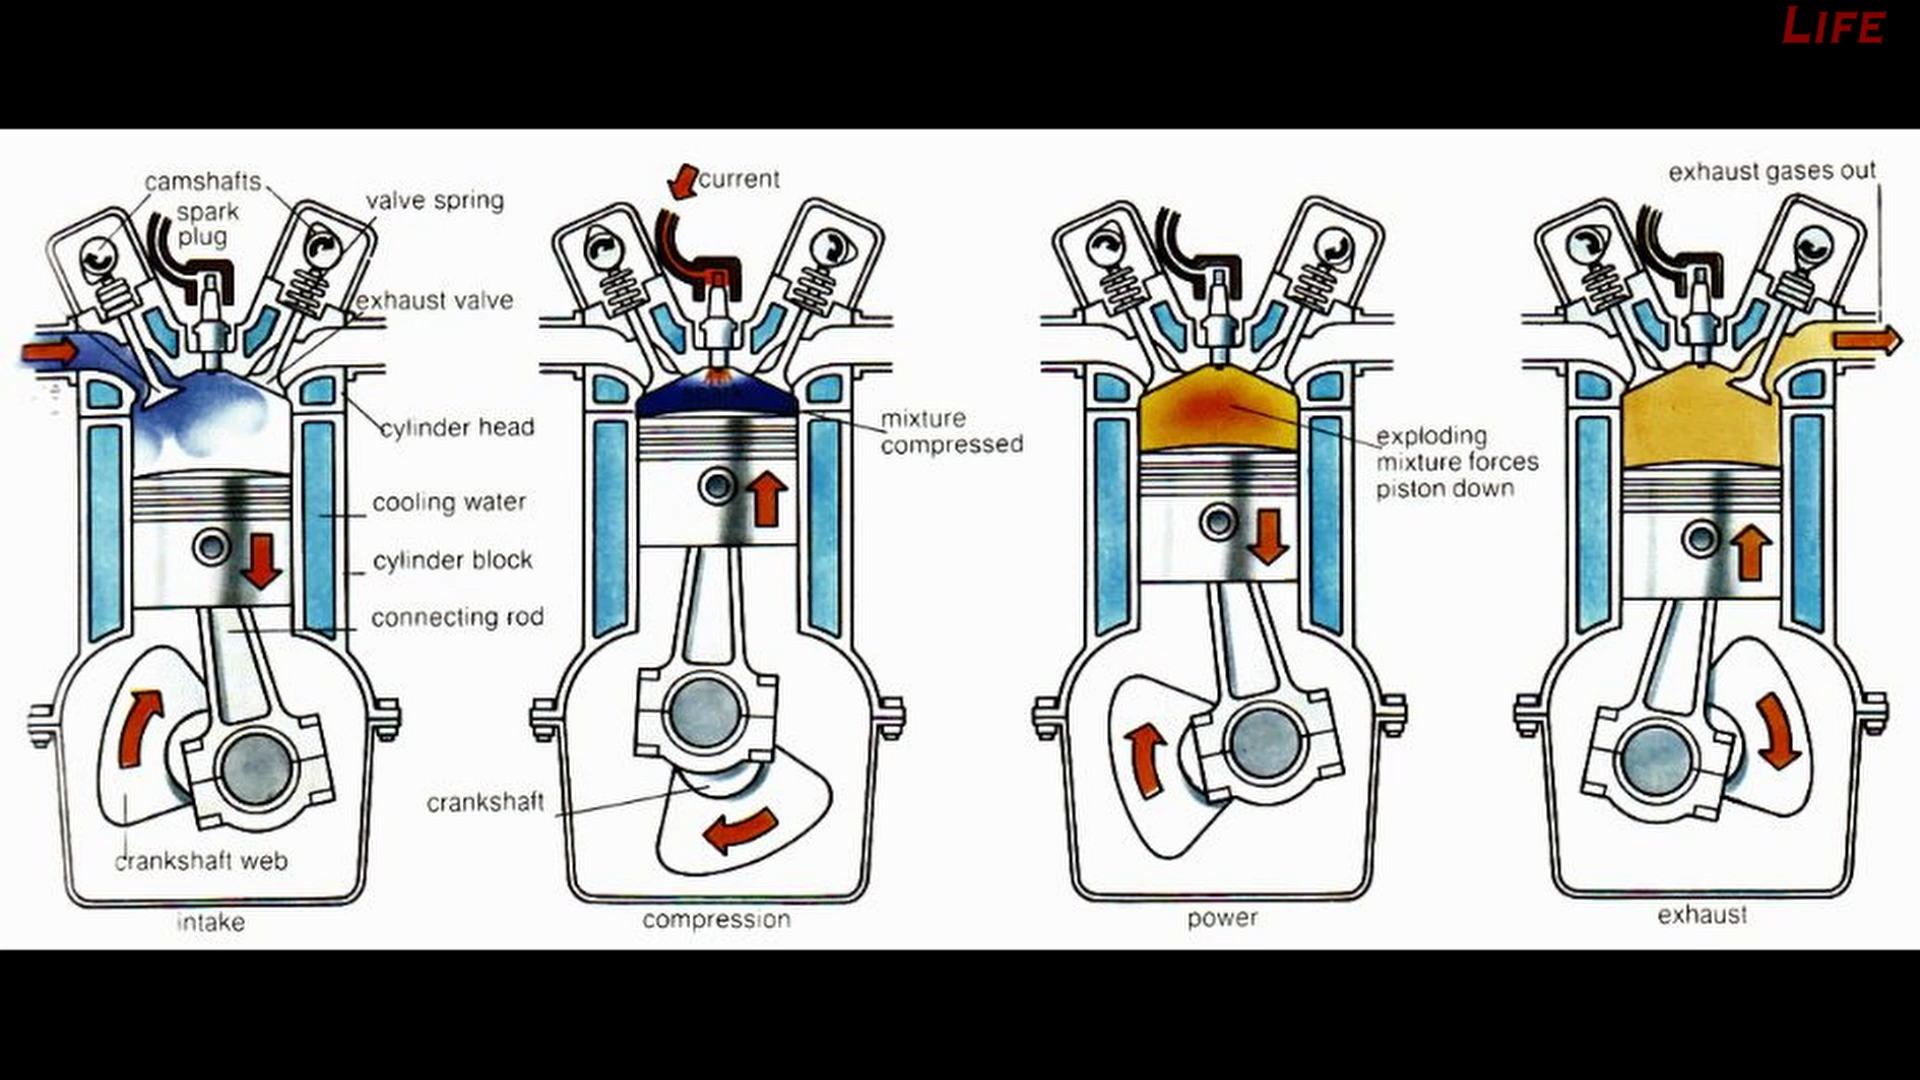 LIFE
camshafts
spark
plug
valve spring
exhaust valve
cylinder head
cooling water
cylinder block
connecting rod
crankshaft web
intake
current
mixture
compressed
crankshaft
compression
exploding
mixture forces
piston down
power
exhaust gases out
exhaust